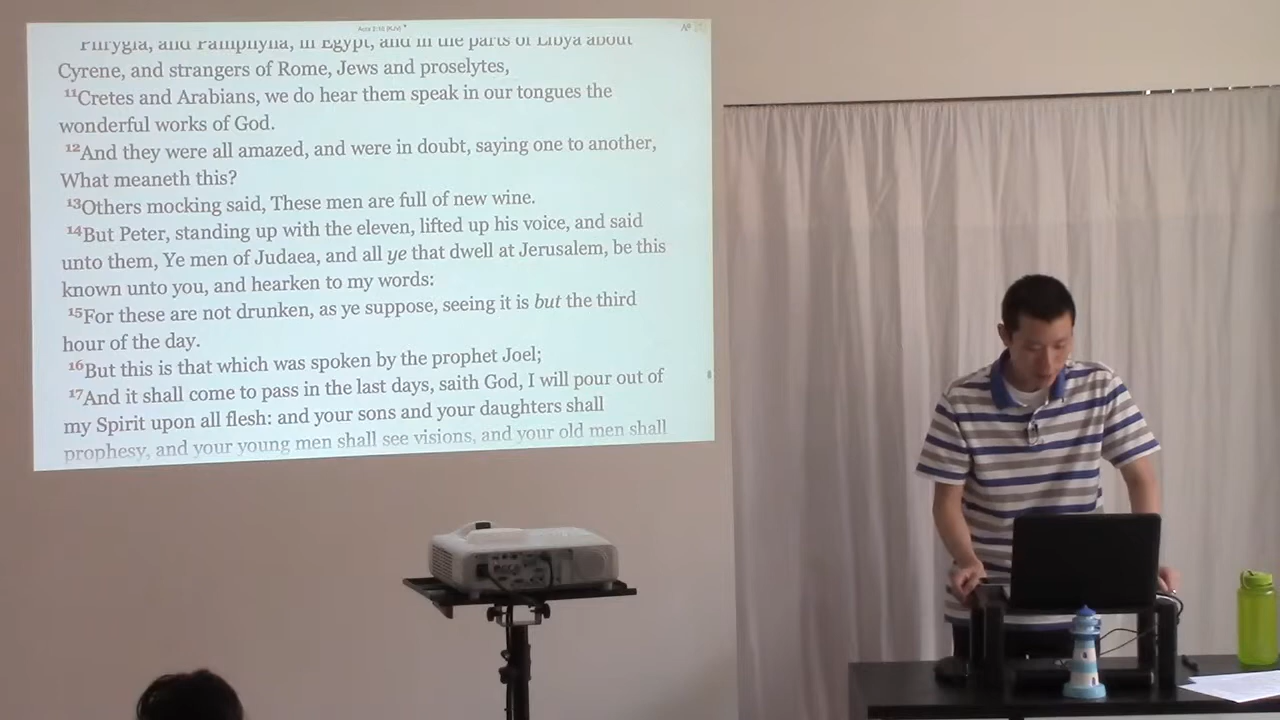 Acts 2:10 (KJV)
Phrygia, and Pamphylia, in Egypt, and in the parts of Libya about
Cyrene, and strangers of Rome, Jews and proselytes,
11Cretes and Arabians, we do hear them speak in our tongues the
wonderful works of God.
12And they were all amazed, and were in doubt, saying one to another,
What meaneth this?
13Others mocking said, These men are full of new wine.
14But Peter, standing up with the eleven, lifted up his voice, and said
unto them, Ye men of Judaea, and all ye that dwell at Jerusalem, be this
known unto you, and hearken to my words:
15For these are not drunken, as ye suppose, seeing it is but the third
hour of the day.
16But this is that which was spoken by the prophet Joel;
17And it shall come to pass in the last days, saith God, I will pour out of
my Spirit upon all flesh: and your sons and your daughters shall
prophesy, and your young men shall see visions, and your old men shall